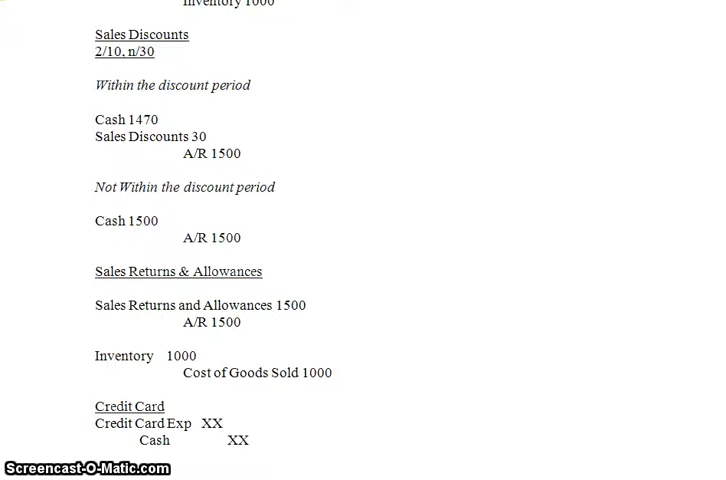 Inventory 1000
Sales Discounts
2/10, n/30
Within the discount period
Cash 1470
Sales Discounts 30
A/R 1500
Not Within the discount period
Cash 1500
A/R 1500
Sales Returns & Allowances
Sales Returns and Allowances 1500
A/R 1500
Inventory 1000
Cost of Goods Sold 1000
Credit Card
Credit Card Exp XX
Cash XX
Screencast-O-Matic.com